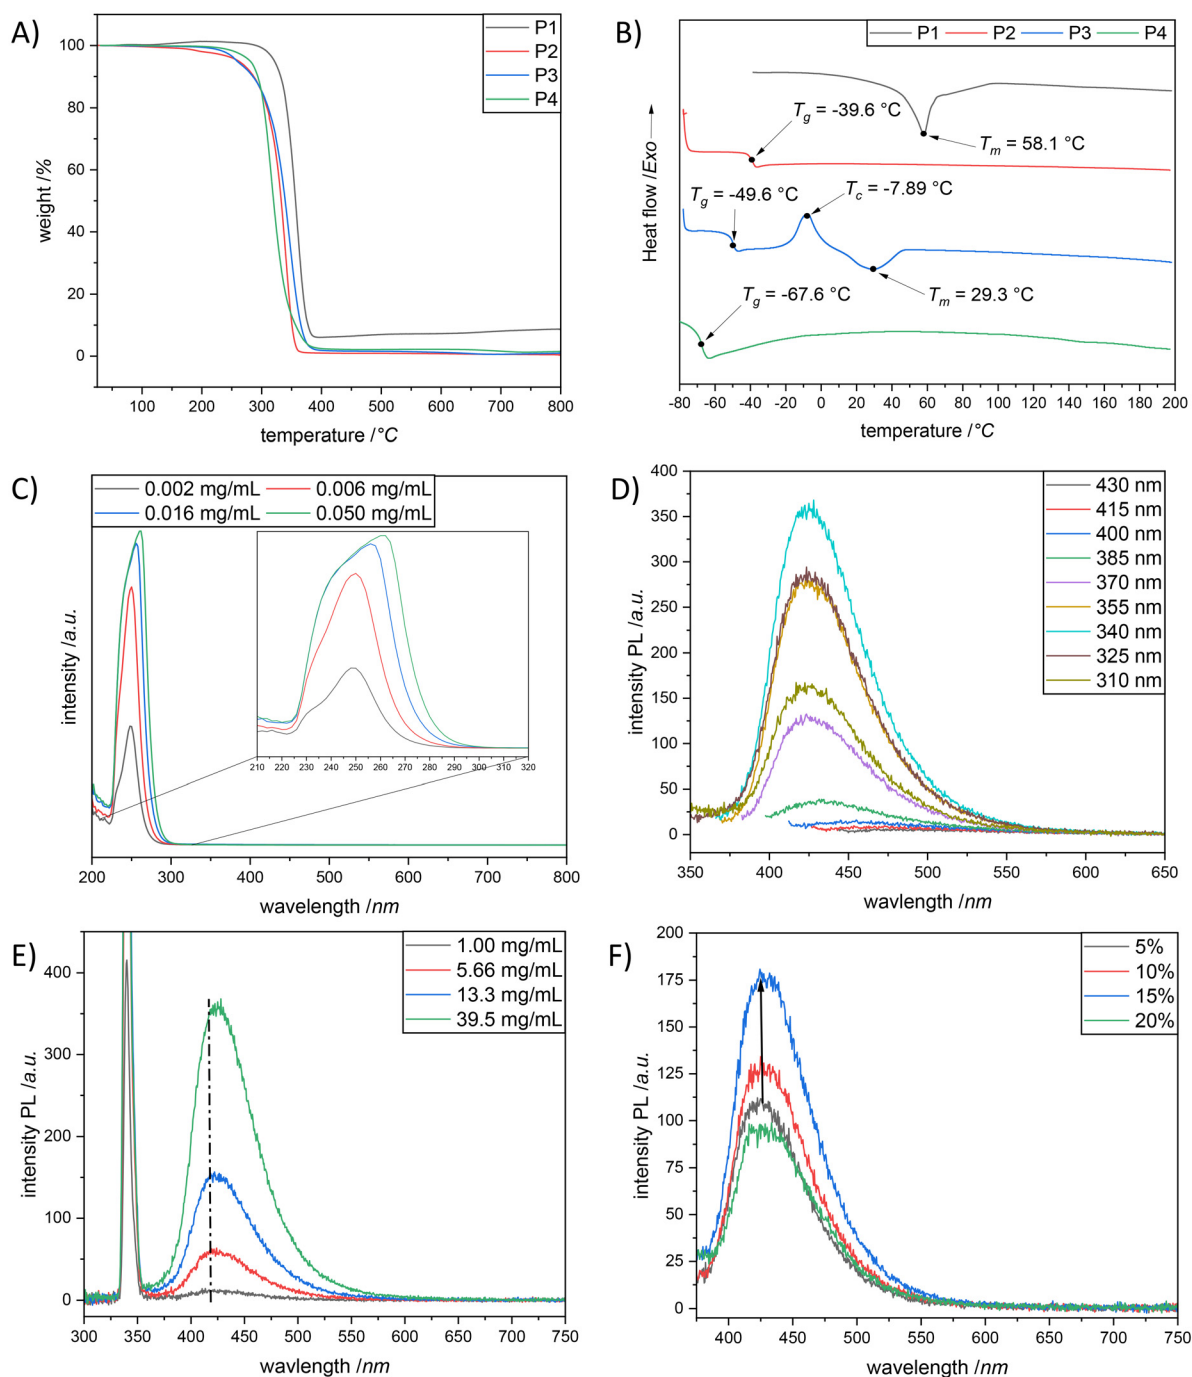 A)
P1
P2
P3
P4
100
80
60
40
20
0
weight /%
100 200 300 400 500 600 700 800
temperature /°C
B)
P1 P2 P3 P4
Tg = -39.6 °C
Tm = 58.1 °C
Tg = -49.6 °C
Tc = -7.89 °C
Tm = 29.3 °C
Tg = -67.6 °C
Heat flow /Exo
-80 -60 -40 -20 0 20 40 60 80 100 120 140 160 180 200
temperature /°C
C)
0.002 mg/mL 0.006 mg/mL
0.016 mg/mL 0.050 mg/mL
intensity /a.u.
210 220 230 240 250 260 270 280 290 300 310 320
200 300 400 500 600 700 800
wavelength /nm
D)
430 nm
415 nm
400 nm
385 nm
370 nm
355 nm
340 nm
325 nm
310 nm
400
350
300
250
200
150
100
50
0
intensity PL /a.u.
350 400 450 500 550 600 650
wavelength /nm
E)
1.00 mg/mL
5.66 mg/mL
13.3 mg/mL
39.5 mg/mL
400
300
200
100
0
intensity PL /a.u.
300 350 400 450 500 550 600 650 700 750
wavelength /nm
F)
5%
10%
15%
20%
200
175
150
125
100
75
50
25
0
intensity PL /a.u.
400 450 500 550 600 650 700 750
wavelength /nm